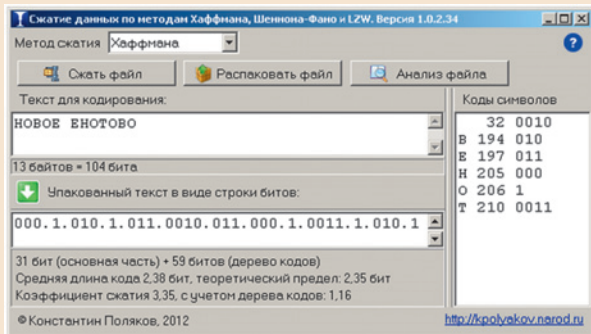 Сжатие данных по методам Хаффмана, Шеннона-Фано и LZW. Версия 1.0.2.34
Метод сжатия Хаффмана
Сжать файл Распаковать файл Анализ файла
Текст для кодирования:
НОВОЕ ЕНОТОВО
13 байтов = 104 бита
Упакованный текст в виде строки битов:
000.1.010.1.011.0010.011.000.1.0011.1.010.1
31 бит (основная часть) + 59 битов (дерево кодов)
Средняя длина кода 2,38 бит, теоретический предел: 2,35 бит
Коэффициент сжатия 3,35, с учетом дерева кодов: 1,16
Коды символов
32 0010
В 194 010
Е 197 011
Н 205 000
О 206 1
Т 210 0011
© Константин Поляков, 2012 http://kpolyakov.narod.ru